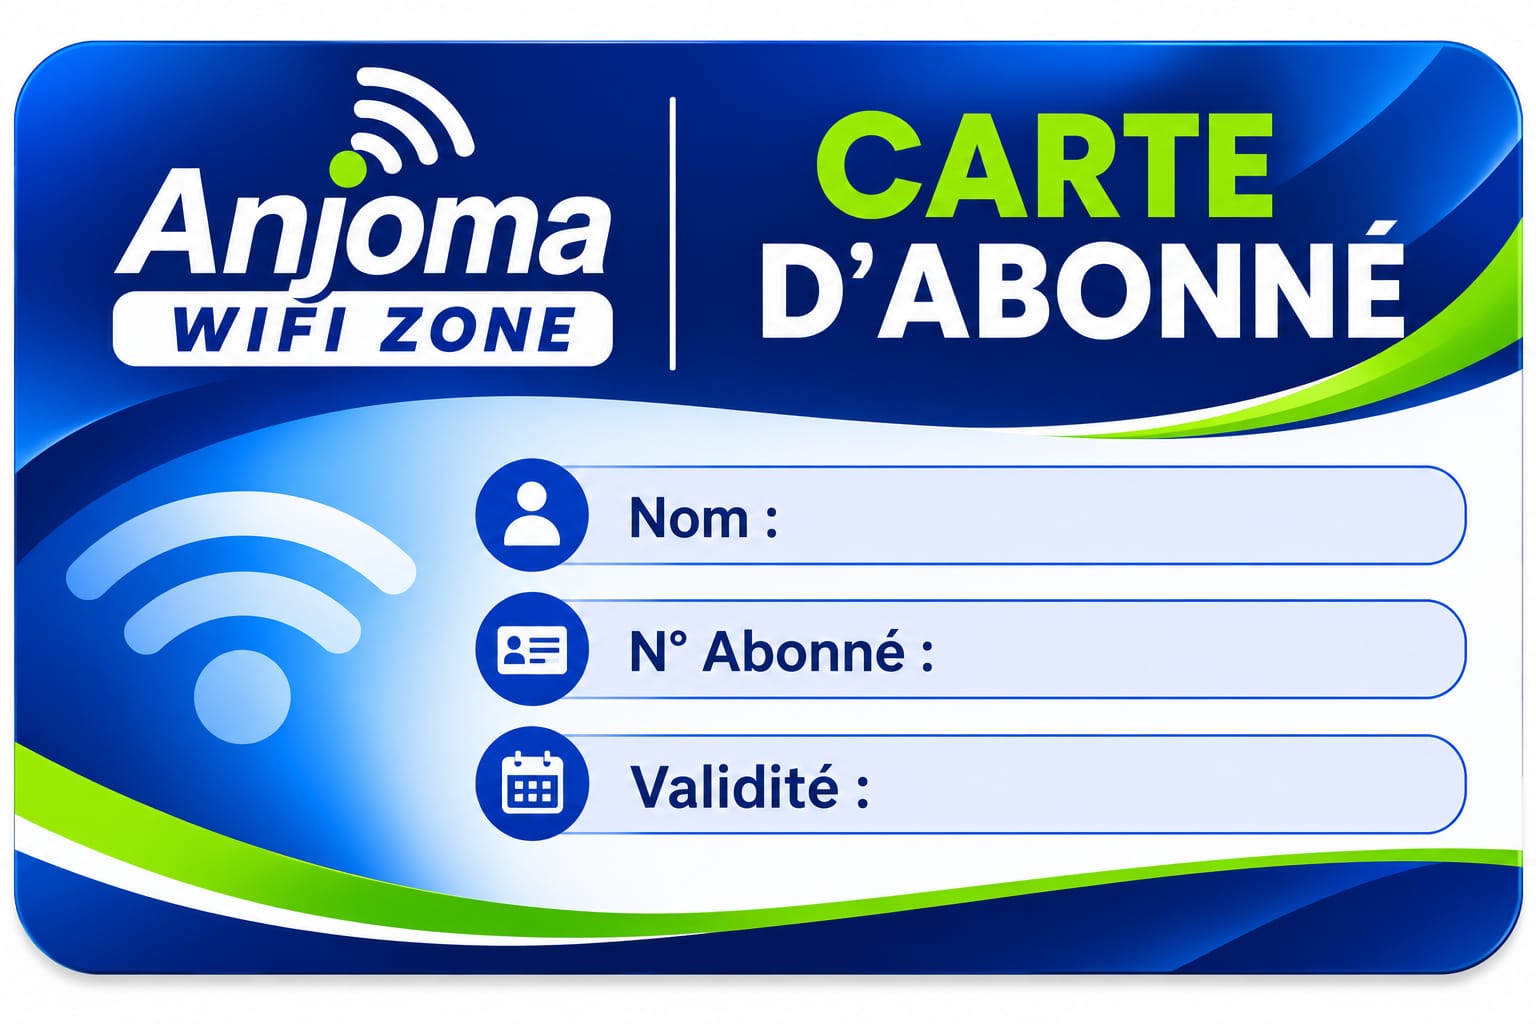 Anjoma
WIFI ZONE
CARTE
D’ABONNÉ
Nom :
N° Abonné :
Validité :